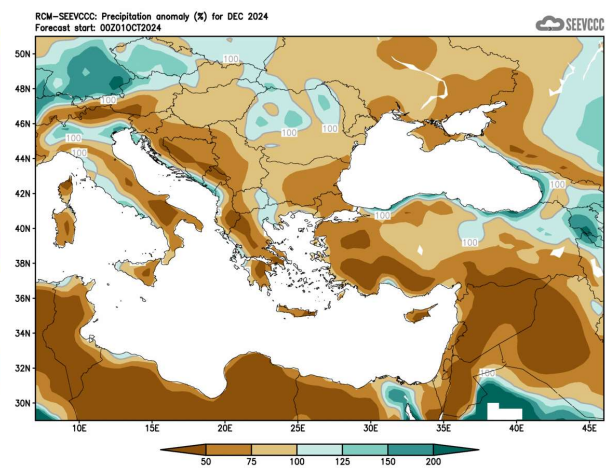 RCM-SEEVCCC: Precipitation anomaly (%) for DEC 2024
Forecast start: 00Z01OCT2024
SEEVCCC
50N
48N
46N
44N
42N
40N
38N
36N
34N
32N
30N
100
100
100
100
100
100
100
100
100
100
100
100
10E
15E
20E
25E
30E
35E
40E
45E
50
75
100
125
150
200